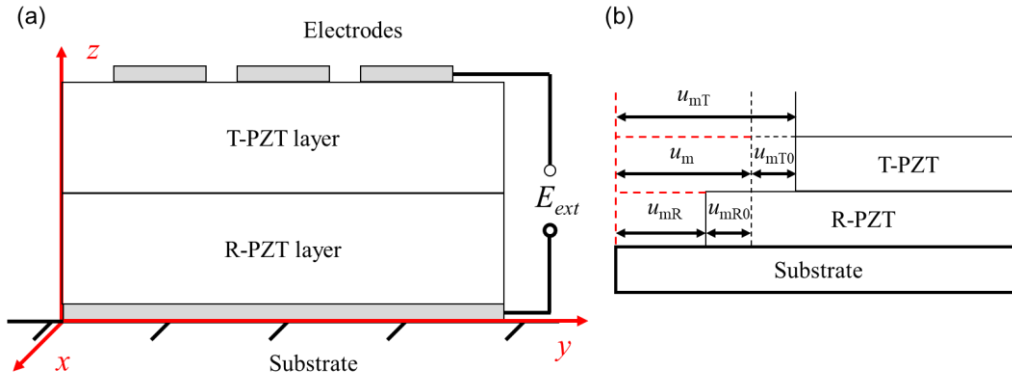 (a)
Electrodes
z
T-PZT layer
E_ext
R-PZT layer
x
Substrate
y
(b)
u_mT
u_m
u_mT0
T-PZT
u_mR
u_mR0
R-PZT
Substrate